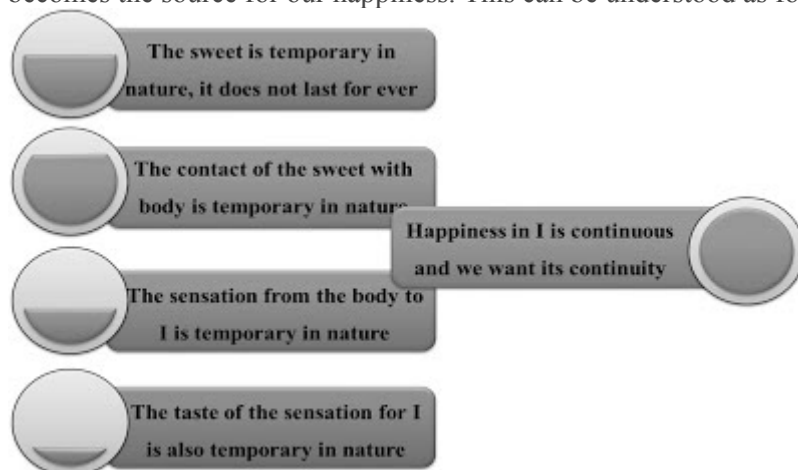 becomes the source for our happiness. This can be understood as fo
The sweet is temporary in
nature, it does not last for ever
The contact of the sweet with
body is temporary in nature
Happiness in I is continuous
and we want its continuity
The sensation from the body to
I is temporary in nature
The taste of the sensation for I
is also temporary in nature